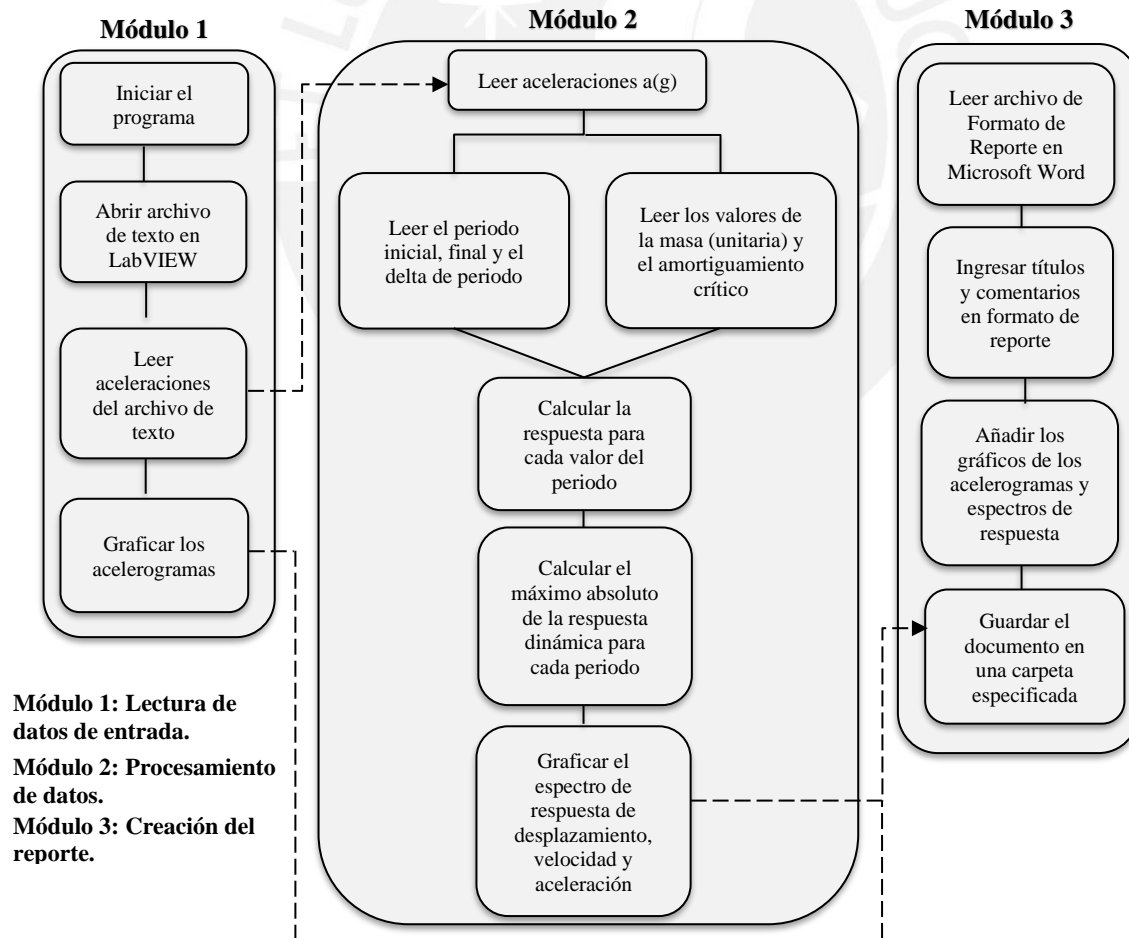 Módulo 1
Iniciar el
programa
Abrir archivo
de texto en
LabVIEW
Leer
aceleraciones
del archivo de
texto
Graficar los
acelerogramas
Módulo 1: Lectura de
datos de entrada.
Módulo 2: Procesamiento
de datos.
Módulo 3: Creación del
reporte.
Módulo 2
Leer aceleraciones a(g)
Leer el periodo
inicial, final y el
delta de periodo
Leer los valores de
la masa (unitaria) y
el amortiguamiento
crítico
Calcular la
respuesta para
cada valor del
periodo
Calcular el
máximo absoluto
de la respuesta
dinámica para
cada periodo
Graficar el
espectro de
respuesta de
desplazamiento,
velocidad y
aceleración
Módulo 3
Leer archivo de
Formato de
Reporte en
Microsoft Word
Ingresar títulos
y comentarios
en formato de
reporte
Añadir los
gráficos de los
acelerogramas y
espectros de
respuesta
Guardar el
documento en
una carpeta
especificada